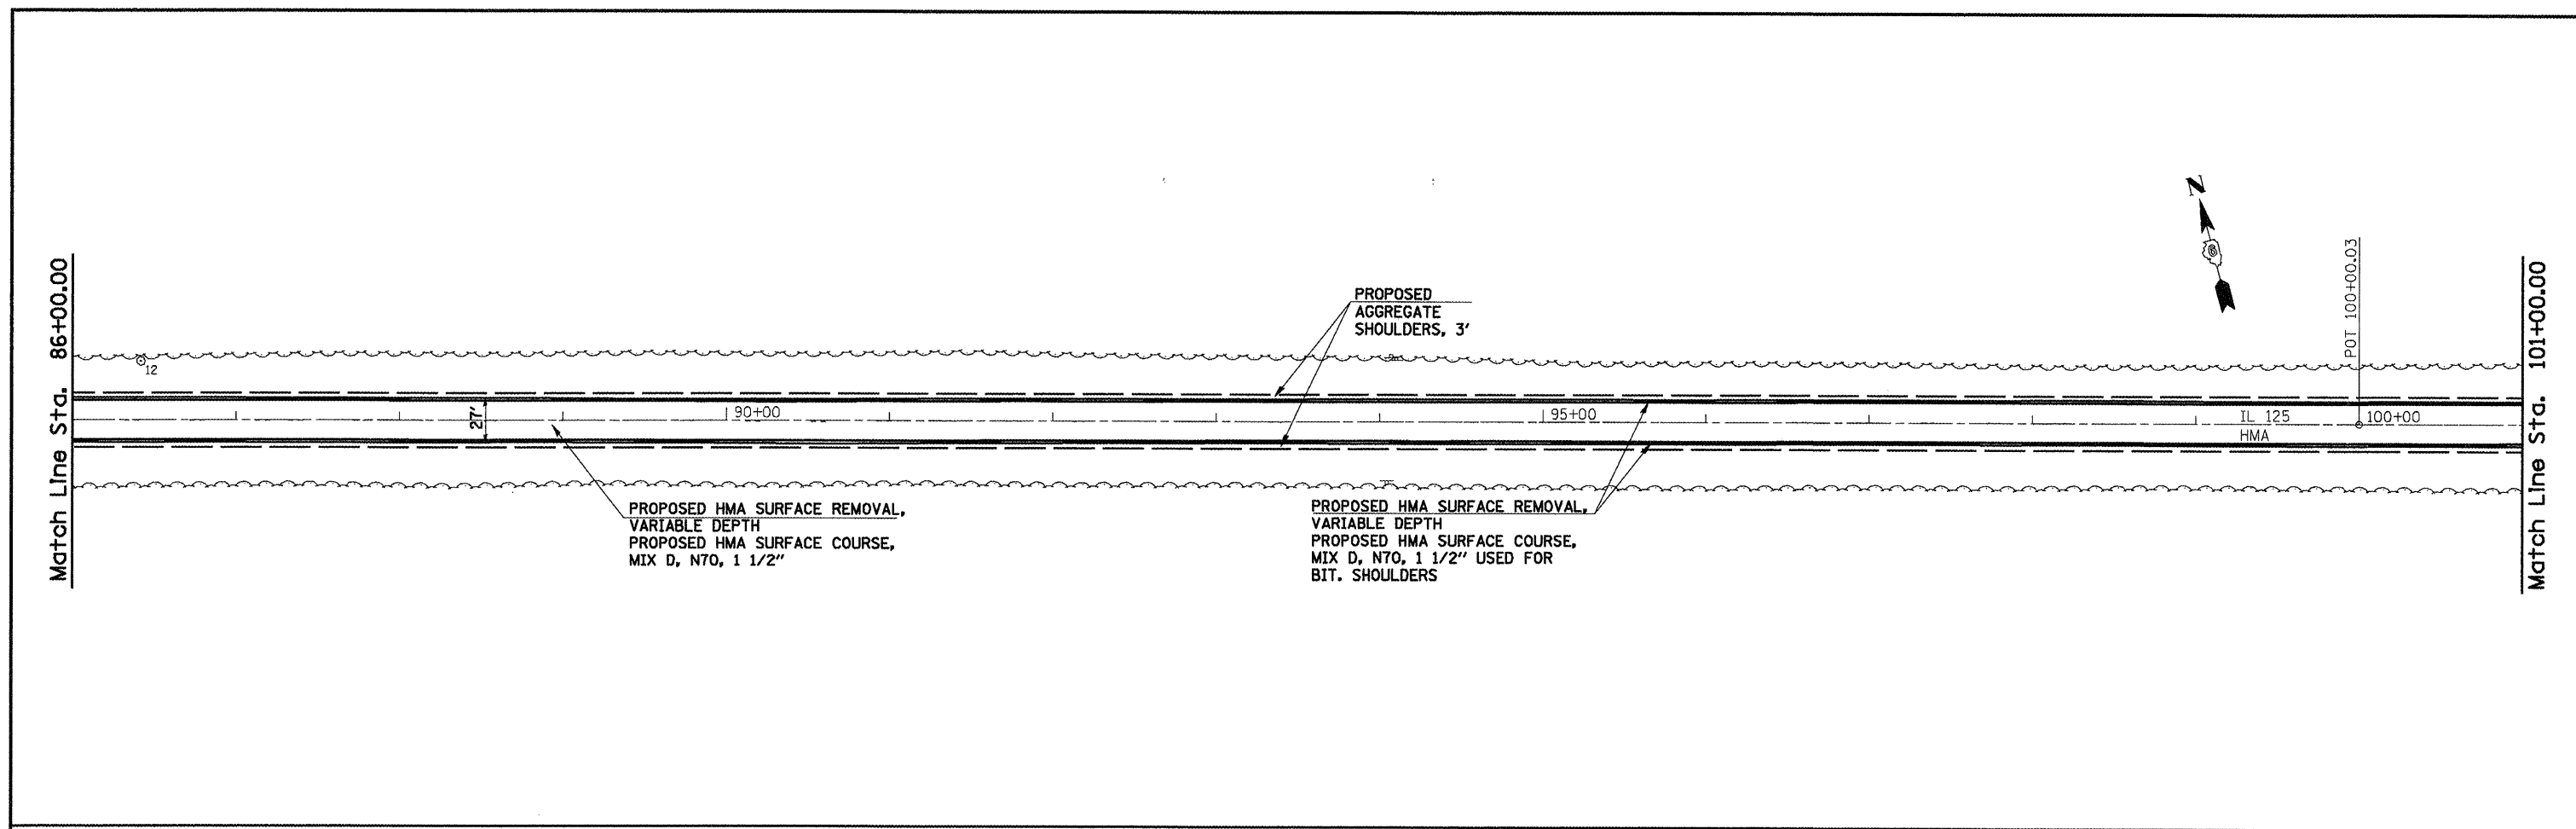 Match Line Sta. 86+00.00
12
27'
90+00
PROPOSED HMA SURFACE REMOVAL,
VARIABLE DEPTH
PROPOSED HMA SURFACE COURSE,
MIX D, N70, 1 1/2"
PROPOSED
AGGREGATE
SHOULDERS, 3'
95+00
PROPOSED HMA SURFACE REMOVAL,
VARIABLE DEPTH
PROPOSED HMA SURFACE COURSE,
MIX D, N70, 1 1/2" USED FOR
BIT. SHOULDERS
N
POT 100+00.03
IL 125
HMA
100+00
Match Line Sta. 101+00.00